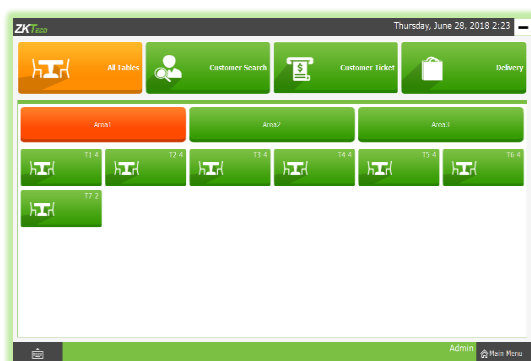 ZKTeco
Thursday, June 28, 2018 2:23
All Tables
Customer Search
Customer Ticket
Delivery
Area1
Area2
Area3
T1 4
T2 4
T3 4
T4 4
T5 4
T6 4
T7 2
Admin
Main Menu